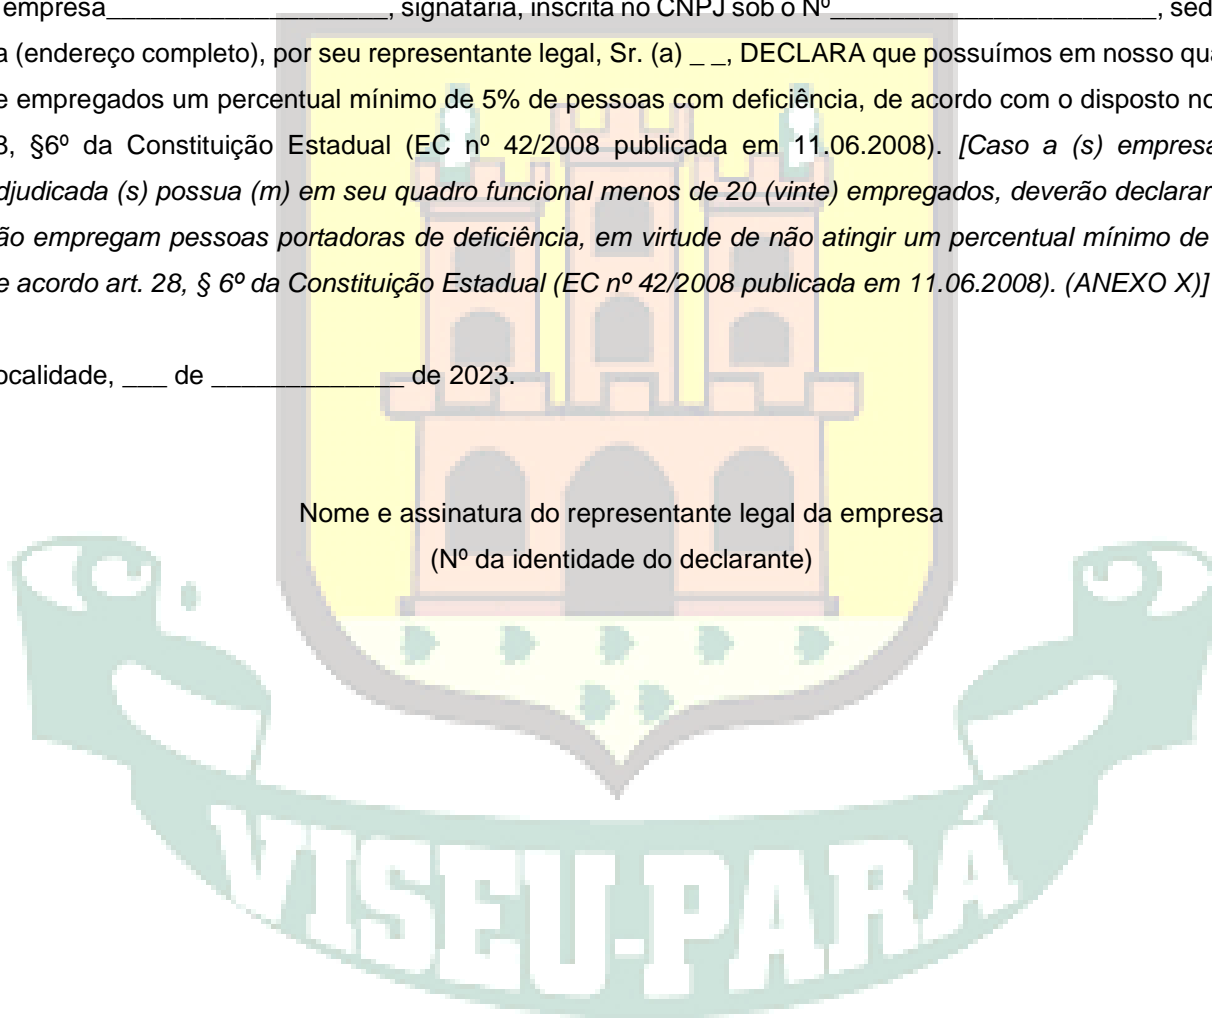 empresa___________________, signatária, inscrita no CNPJ sob o Nº______________________, sed
a (endereço completo), por seu representante legal, Sr. (a) _ _, DECLARA que possuímos em nosso qua
e empregados um percentual mínimo de 5% de pessoas com deficiência, de acordo com o disposto no
8, §6º da Constituição Estadual (EC nº 42/2008 publicada em 11.06.2008). [Caso a (s) empresa
djudicada (s) possua (m) em seu quadro funcional menos de 20 (vinte) empregados, deverão declarar
ão empregam pessoas portadoras de deficiência, em virtude de não atingir um percentual mínimo de
e acordo art. 28, § 6º da Constituição Estadual (EC nº 42/2008 publicada em 11.06.2008). (ANEXO X)]
ocalidade, ___ de _____________ de 2023.
Nome e assinatura do representante legal da empresa
(Nº da identidade do declarante)
VISEU-PARÁ